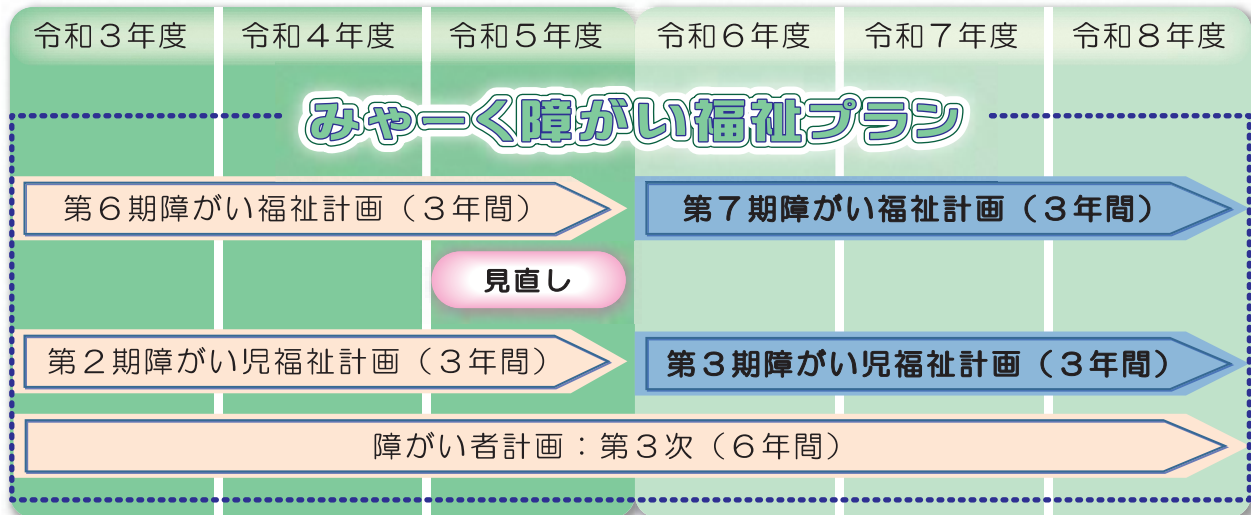 令和３年度 令和４年度 令和５年度 令和６年度 令和７年度 令和８年度
みゃーく障がい福祉プラン
第６期障がい福祉計画（３年間） 第７期障がい福祉計画（３年間）
見直し
第２期障がい児福祉計画（３年間） 第３期障がい児福祉計画（３年間）
障がい者計画：第３次（６年間）